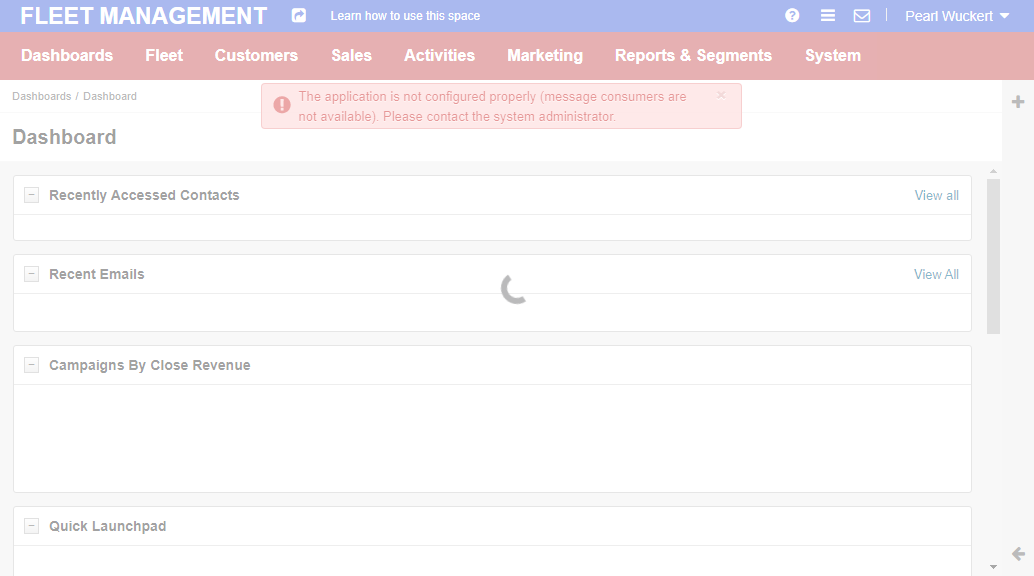 FLEET MANAGEMENT Learn how to use this space Pearl Wuckert
Dashboards Fleet Customers Sales Activities Marketing Reports & Segments System
Dashboards / Dashboard
The application is not configured properly (message consumers are
not available). Please contact the system administrator.
Dashboard
Recently Accessed Contacts View all
Recent Emails View All
Campaigns By Close Revenue
Quick Launchpad